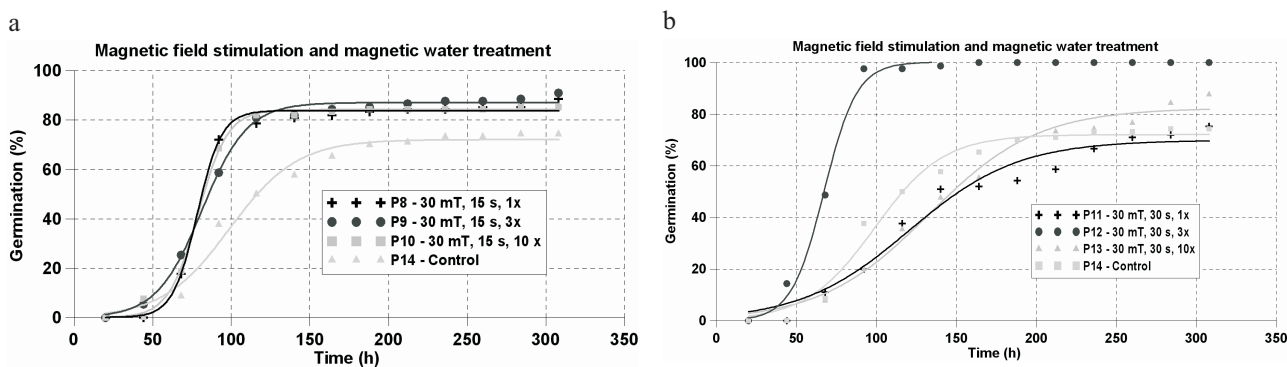 a
Magnetic field stimulation and magnetic water treatment
100
80
60
40
20
0
Germination (%)
P8 - 30 mT, 15 s, 1x
P9 - 30 mT, 15 s, 3x
P10 - 30 mT, 15 s, 10 x
P14 - Control
0 50 100 150 200 250 300 350
Time (h)
b
Magnetic field stimulation and magnetic water treatment
100
80
60
40
20
0
Germination (%)
P11 - 30 mT, 30 s, 1x
P12 - 30 mT, 30 s, 3x
P13 - 30 mT, 30 s, 10x
P14 - Control
0 50 100 150 200 250 300 350
Time (h)